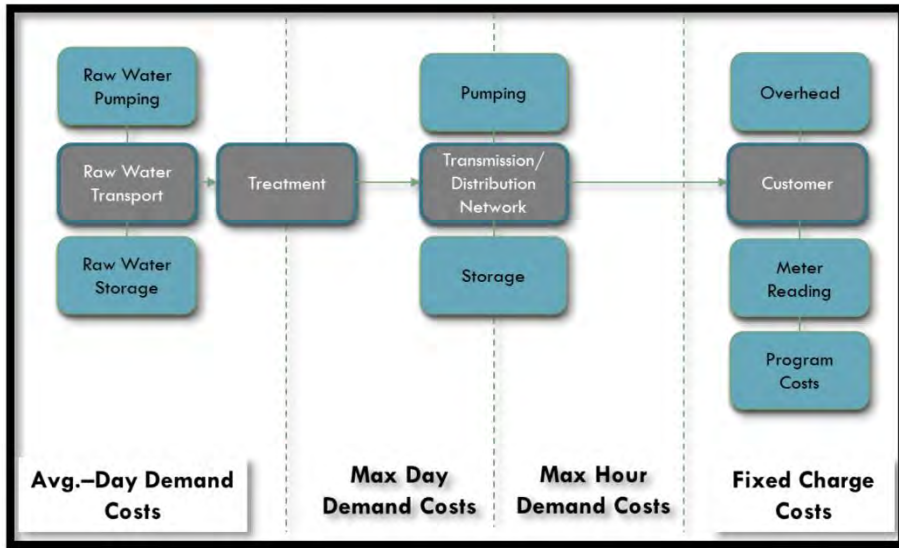 Raw Water
Pumping
Pumping
Overhead
Raw Water
Transport
Treatment
Transmission/
Distribution
Network
Customer
Raw Water
Storage
Storage
Meter
Reading
Program
Costs
Avg.–Day Demand
Costs
Max Day
Demand Costs
Max Hour
Demand Costs
Fixed Charge
Costs